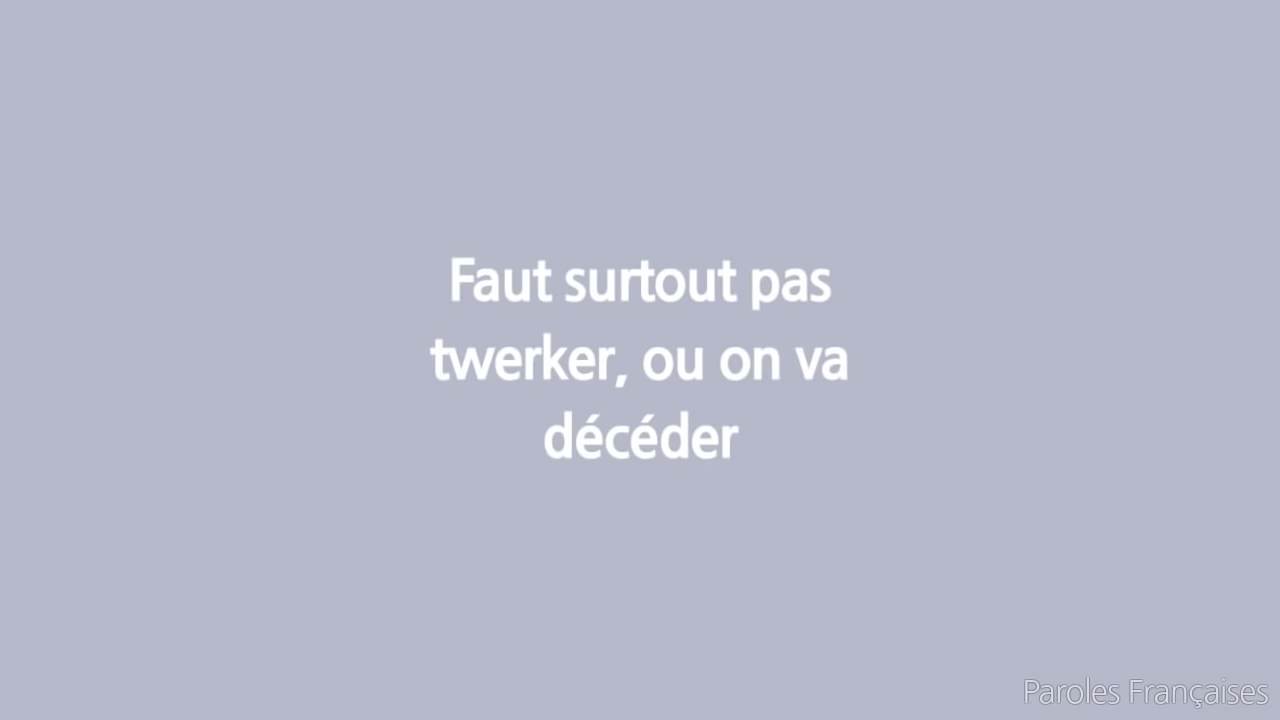 Faut surtout pas
twerker, ou on va
décéder
Paroles Françaises